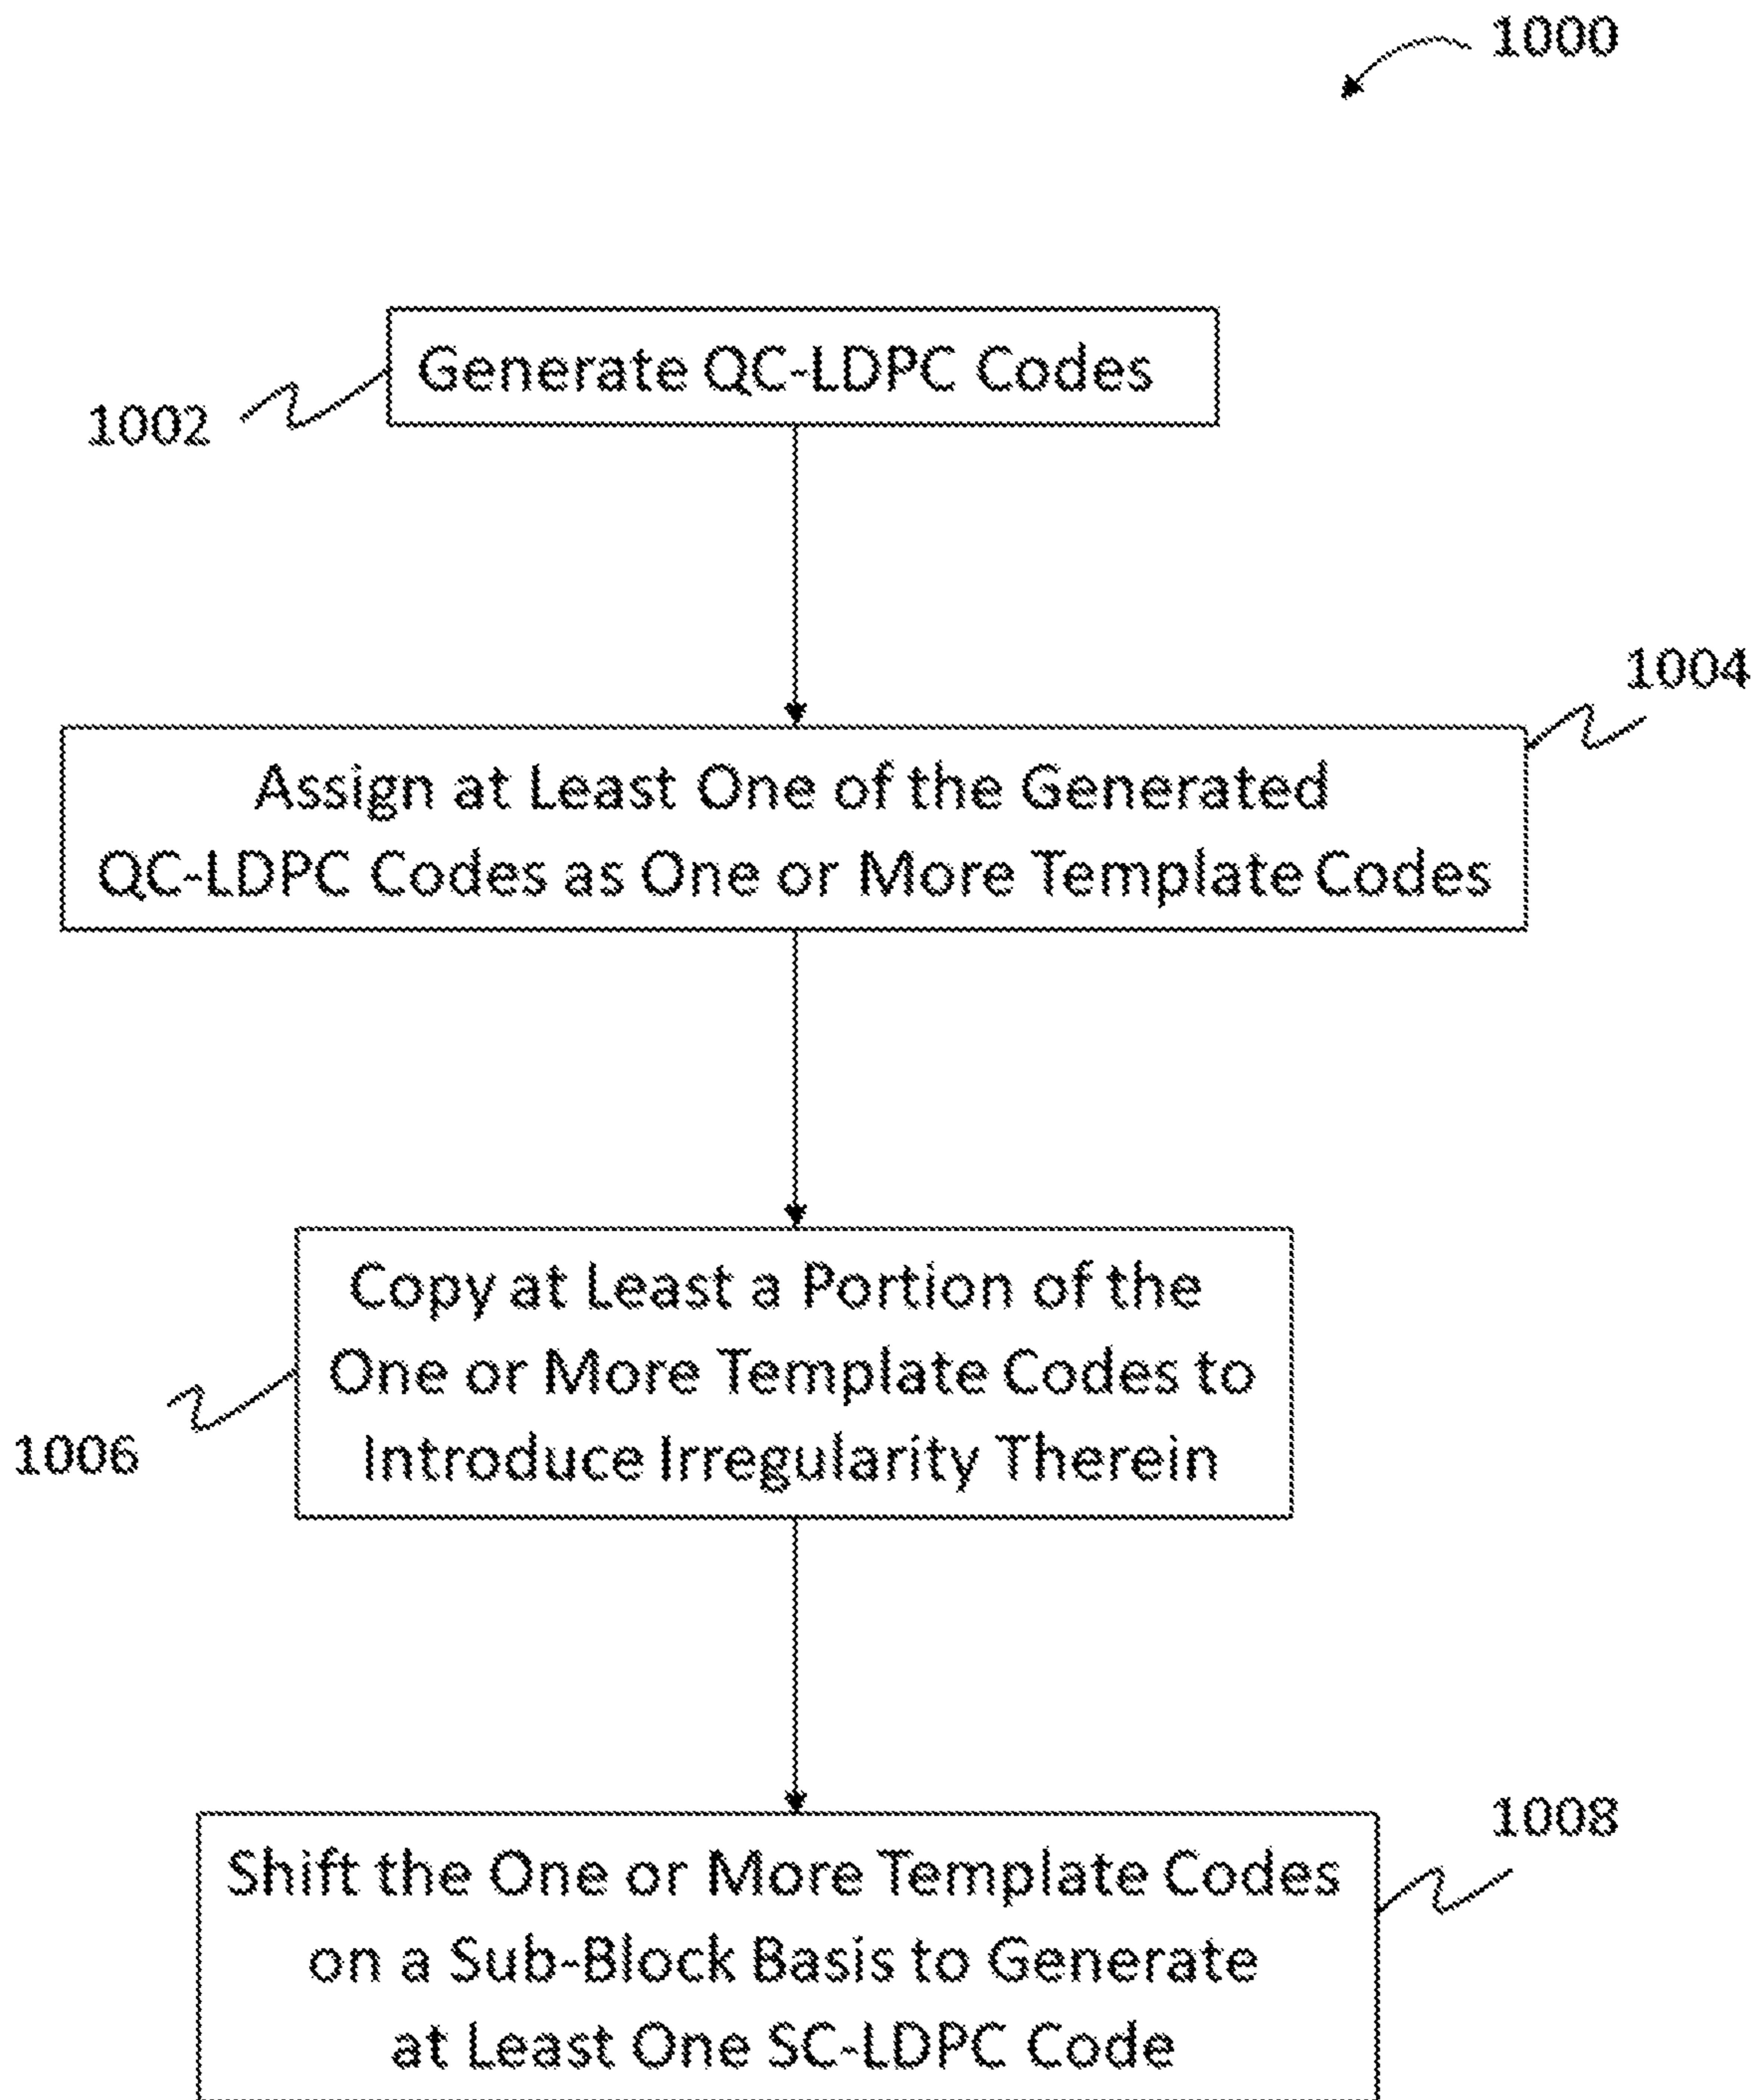 1000
Generate QC-LDPC Codes
1002
1004
Assign at Least One of the Generated
QC-LDPC Codes as One or More Template Codes
Copy at Least a Portion of the
One or More Template Codes to
Introduce Irregularity Therein
1006
1008
Shift the One or More Template Codes
on a Sub-Block Basis to Generate
at Least One SC-LDPC Code